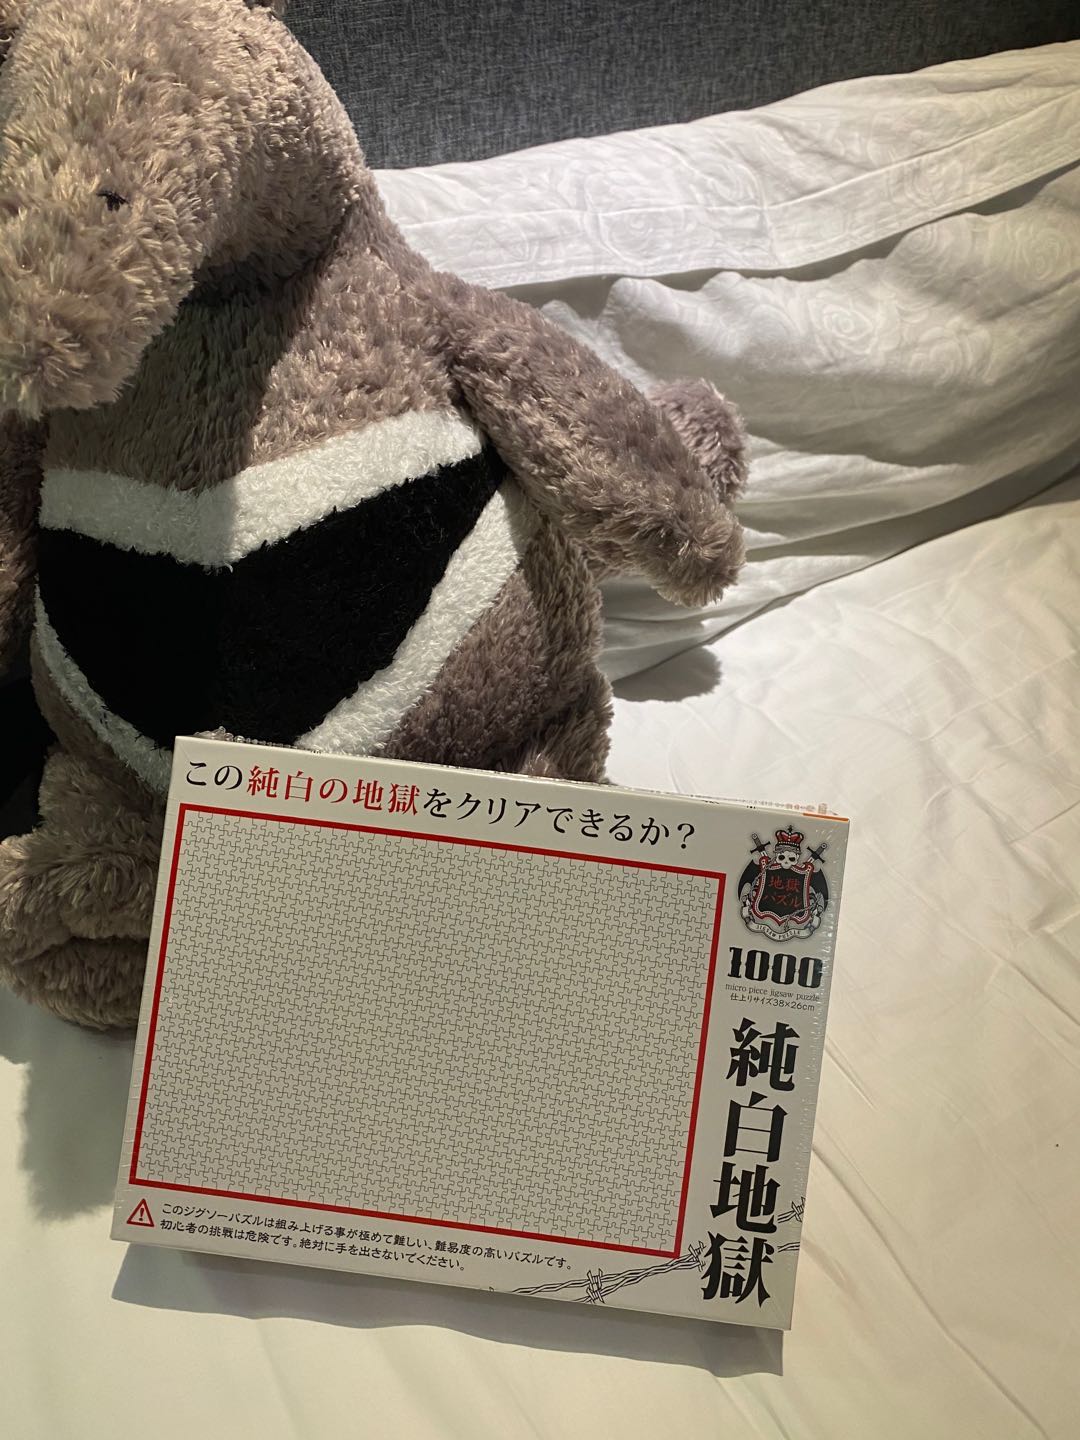 この純白の地獄をクリアできるか？
地獄
パズル
1000
micro piece jigsaw puzzle
仕上りサイズ38×26cm
純白地獄
このジグソーパズルは組み上げる事が極めて難しい、難易度の高いパズルです。
初心者の挑戦は危険です。絶対に手を出さないでください。